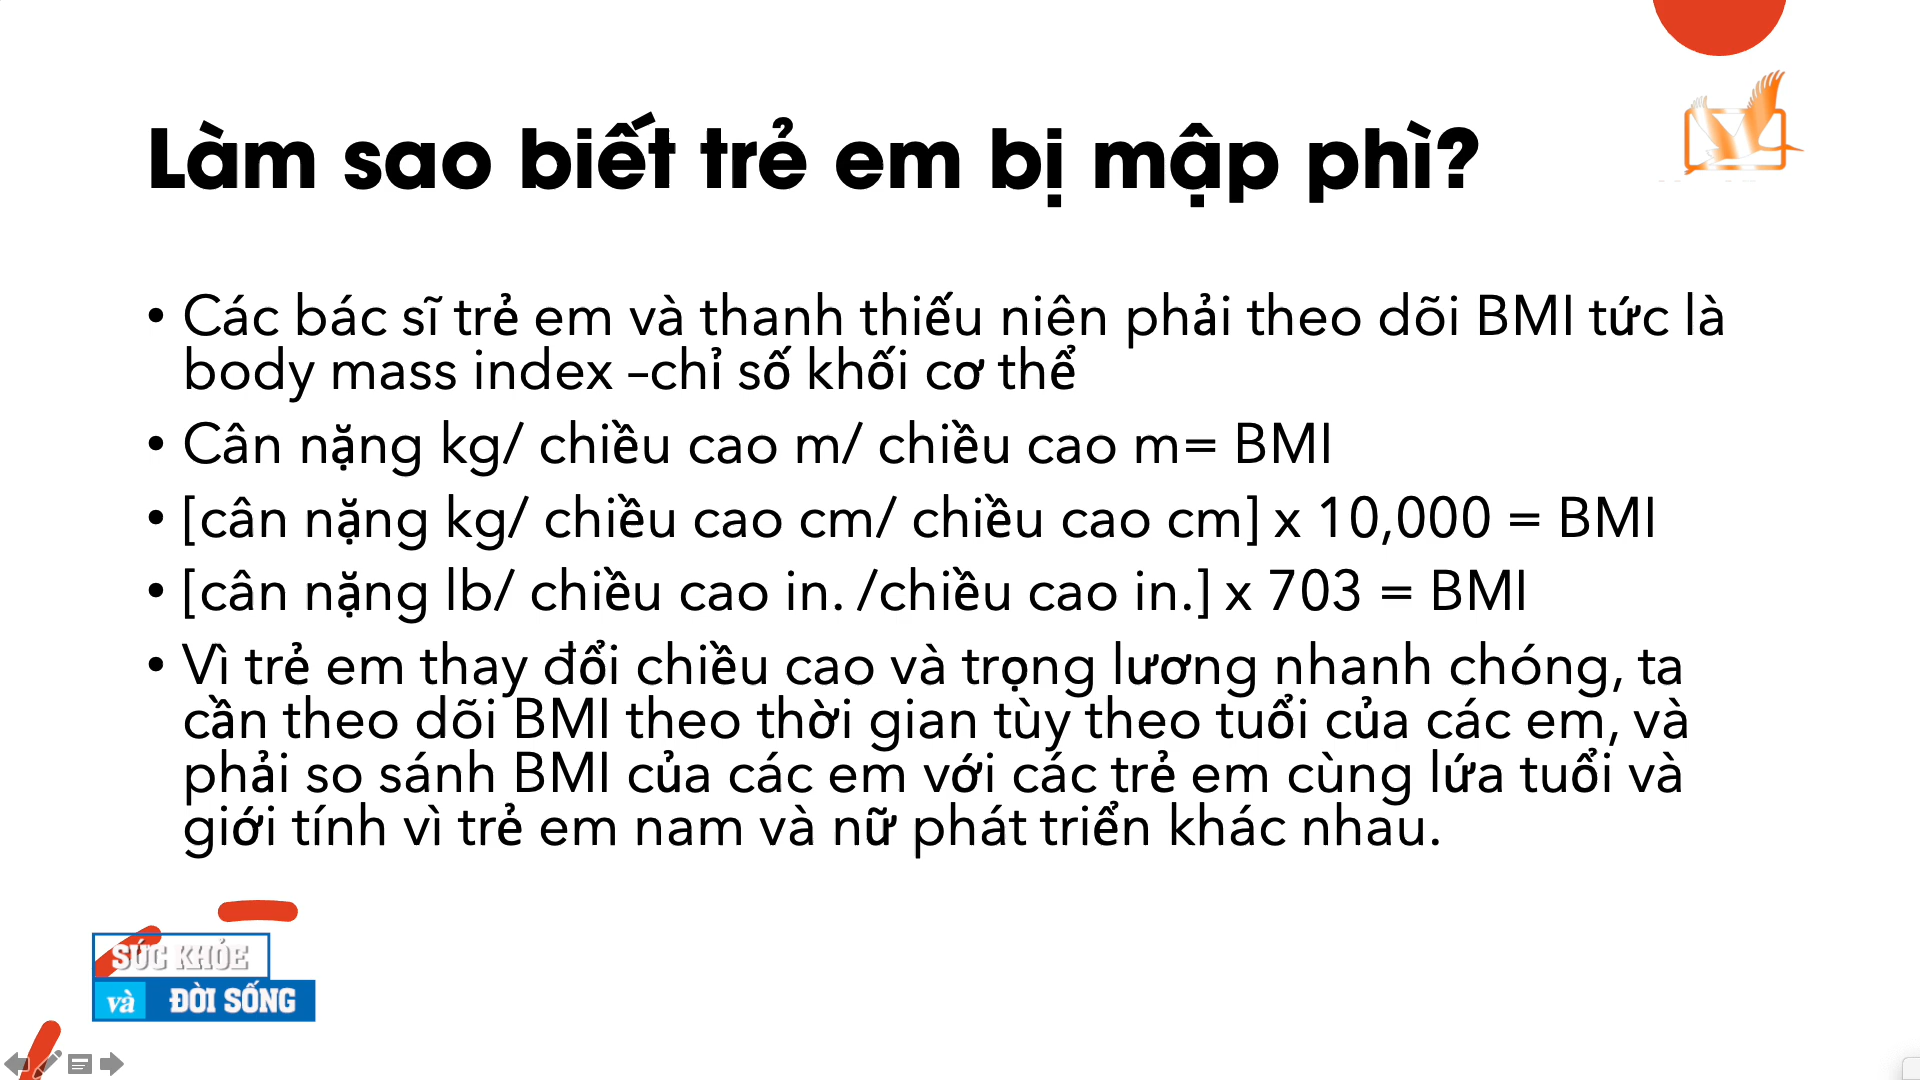 Làm sao biết trẻ em bị mập phì?
• Các bác sĩ trẻ em và thanh thiếu niên phải theo dõi BMI tức là
body mass index –chỉ số khối cơ thể
• Cân nặng kg/ chiều cao m/ chiều cao m= BMI
• [cân nặng kg/ chiều cao cm/ chiều cao cm] x 10,000 = BMI
• [cân nặng lb/ chiều cao in. /chiều cao in.] x 703 = BMI
• Vì trẻ em thay đổi chiều cao và trọng lương nhanh chóng, ta
cần theo dõi BMI theo thời gian tùy theo tuổi của các em, và
phải so sánh BMI của các em với các trẻ em cùng lứa tuổi và
giới tính vì trẻ em nam và nữ phát triển khác nhau.
SỨC KHỎE
và ĐỜI SỐNG